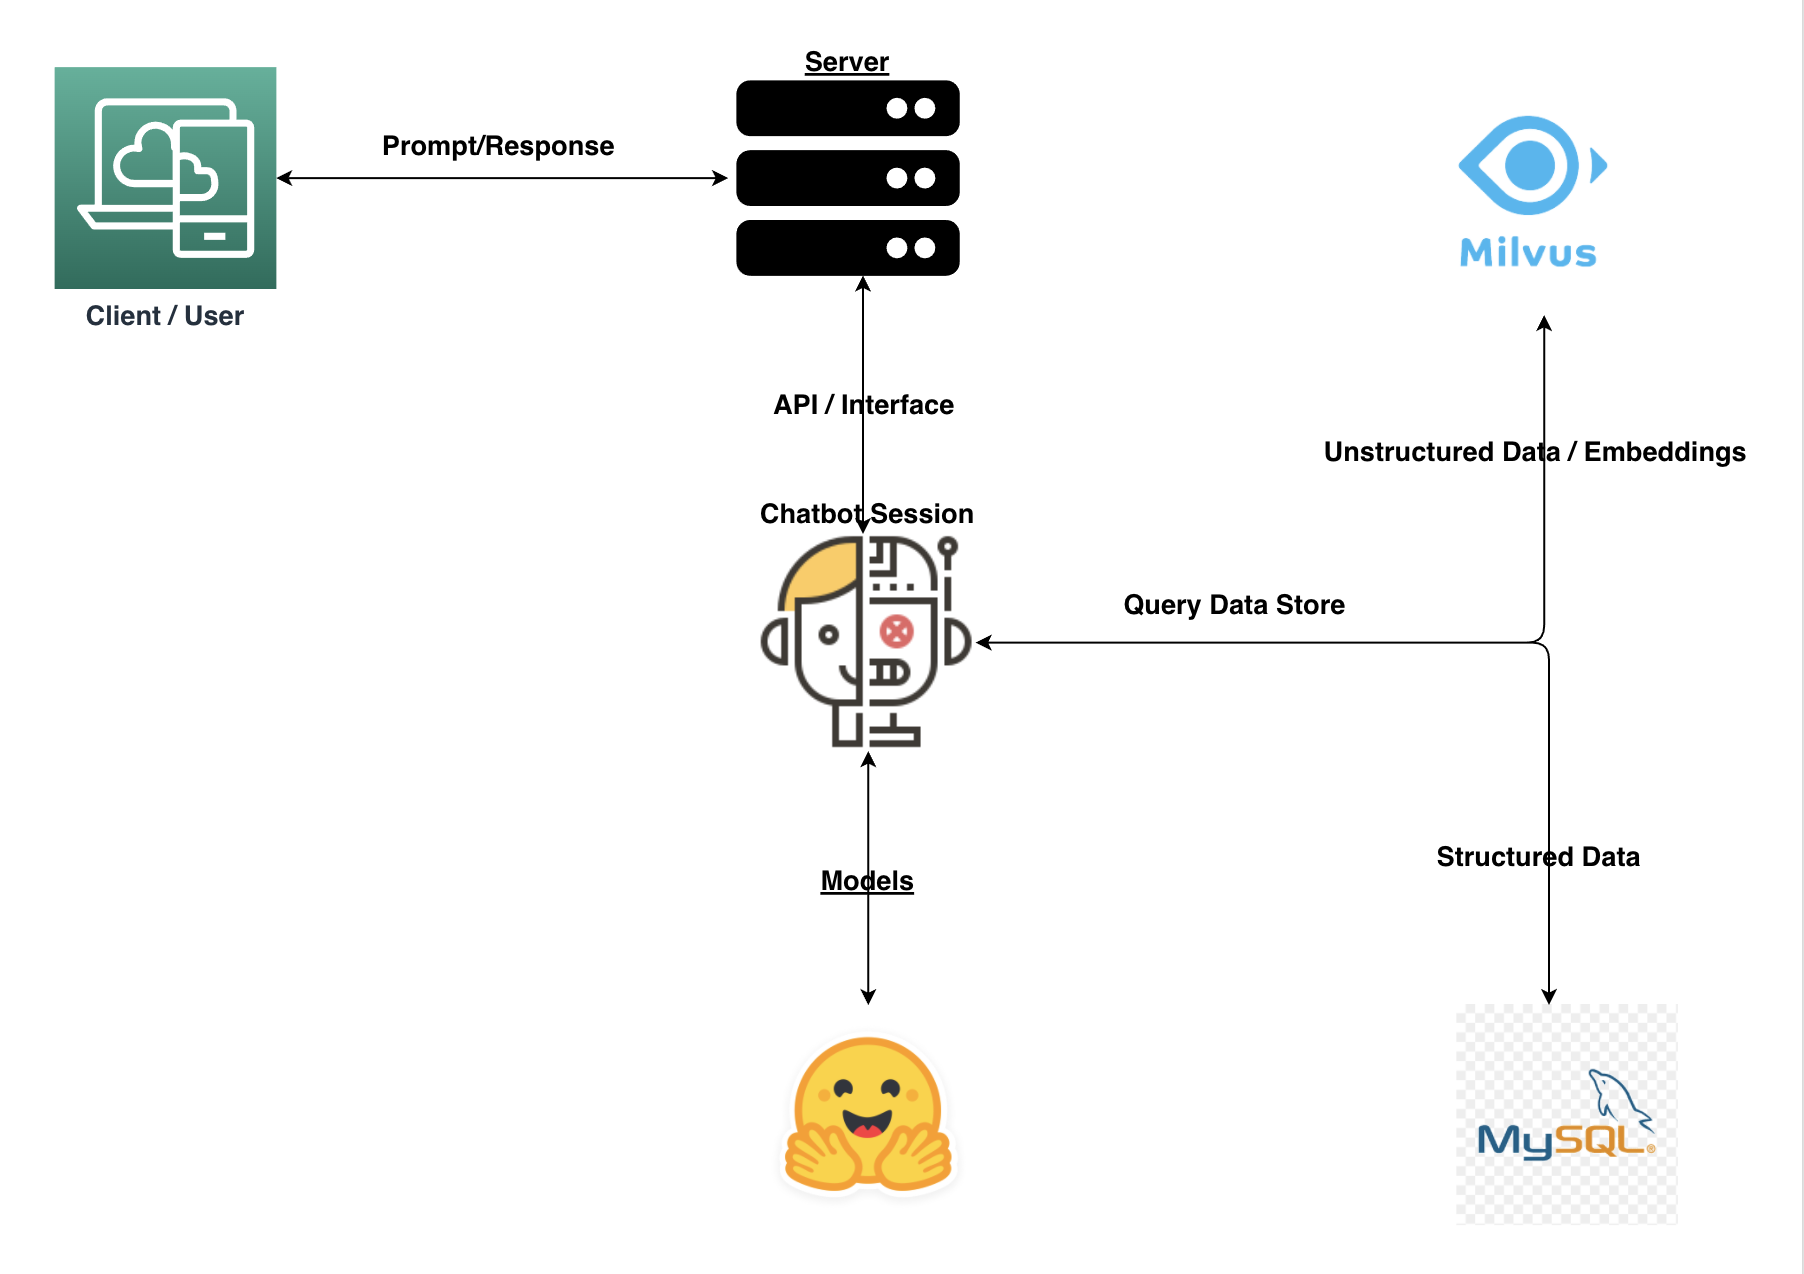 Server
Prompt/Response
Client / User
Milvus
API / Interface
Unstructured Data / Embeddings
Chatbot Session
Query Data Store
Structured Data
Models
MySQL®